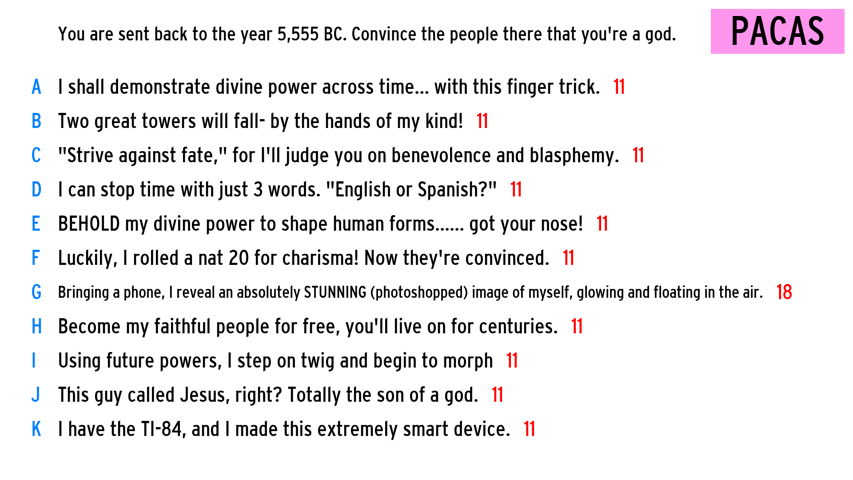 You are sent back to the year 5,555 BC. Convince the people there that you're a god.
PACAS
A I shall demonstrate divine power across time... with this finger trick. 11
B Two great towers will fall- by the hands of my kind! 11
C "Strive against fate," for I'll judge you on benevolence and blasphemy. 11
D I can stop time with just 3 words. "English or Spanish?" 11
E BEHOLD my divine power to shape human forms...... got your nose! 11
F Luckily, I rolled a nat 20 for charisma! Now they're convinced. 11
G Bringing a phone, I reveal an absolutely STUNNING (photoshopped) image of myself, glowing and floating in the air. 18
H Become my faithful people for free, you'll live on for centuries. 11
I Using future powers, I step on twig and begin to morph 11
J This guy called Jesus, right? Totally the son of a god. 11
K I have the TI-84, and I made this extremely smart device. 11